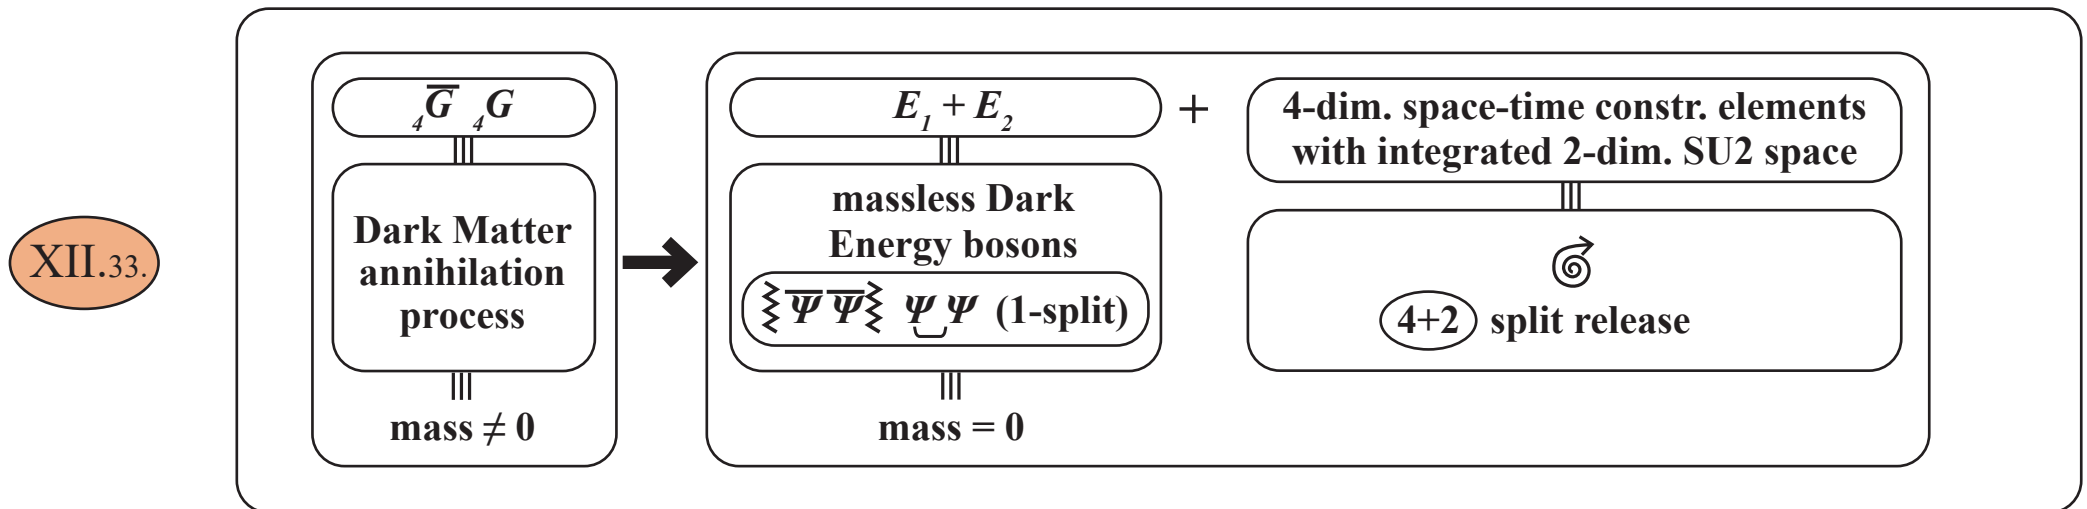 XII.33.
₄G̅ ₄G
Dark Matter
annihilation
process
mass ≠ 0
E₁ + E₂
massless Dark
Energy bosons
Ψ̅ Ψ̅ Ψ Ψ (1-split)
mass = 0
+
4-dim. space-time constr. elements
with integrated 2-dim. SU2 space
4+2 split release